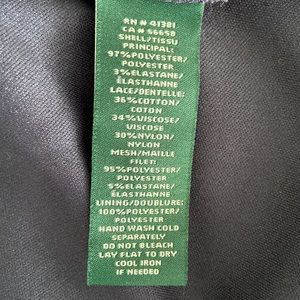 RN # 41381
CA # 56658
SHELL/TISSU
PRINCIPAL:
97% POLYESTER/
POLYESTER
3% ELASTANE/
ÉLASTHANNE
LACE/DENTELLE:
36% COTTON/
COTON
34% VISCOSE/
VISCOSE
30% NYLON/
NYLON
MESH/MAILLE
FILET:
95% POLYESTER/
POLYESTER
5% ELASTANE/
ÉLASTHANNE
LINING/DOUBLURE:
100% POLYESTER/
POLYESTER
HAND WASH COLD
SEPARATELY
DO NOT BLEACH
LAY FLAT TO DRY
COOL IRON
IF NEEDED